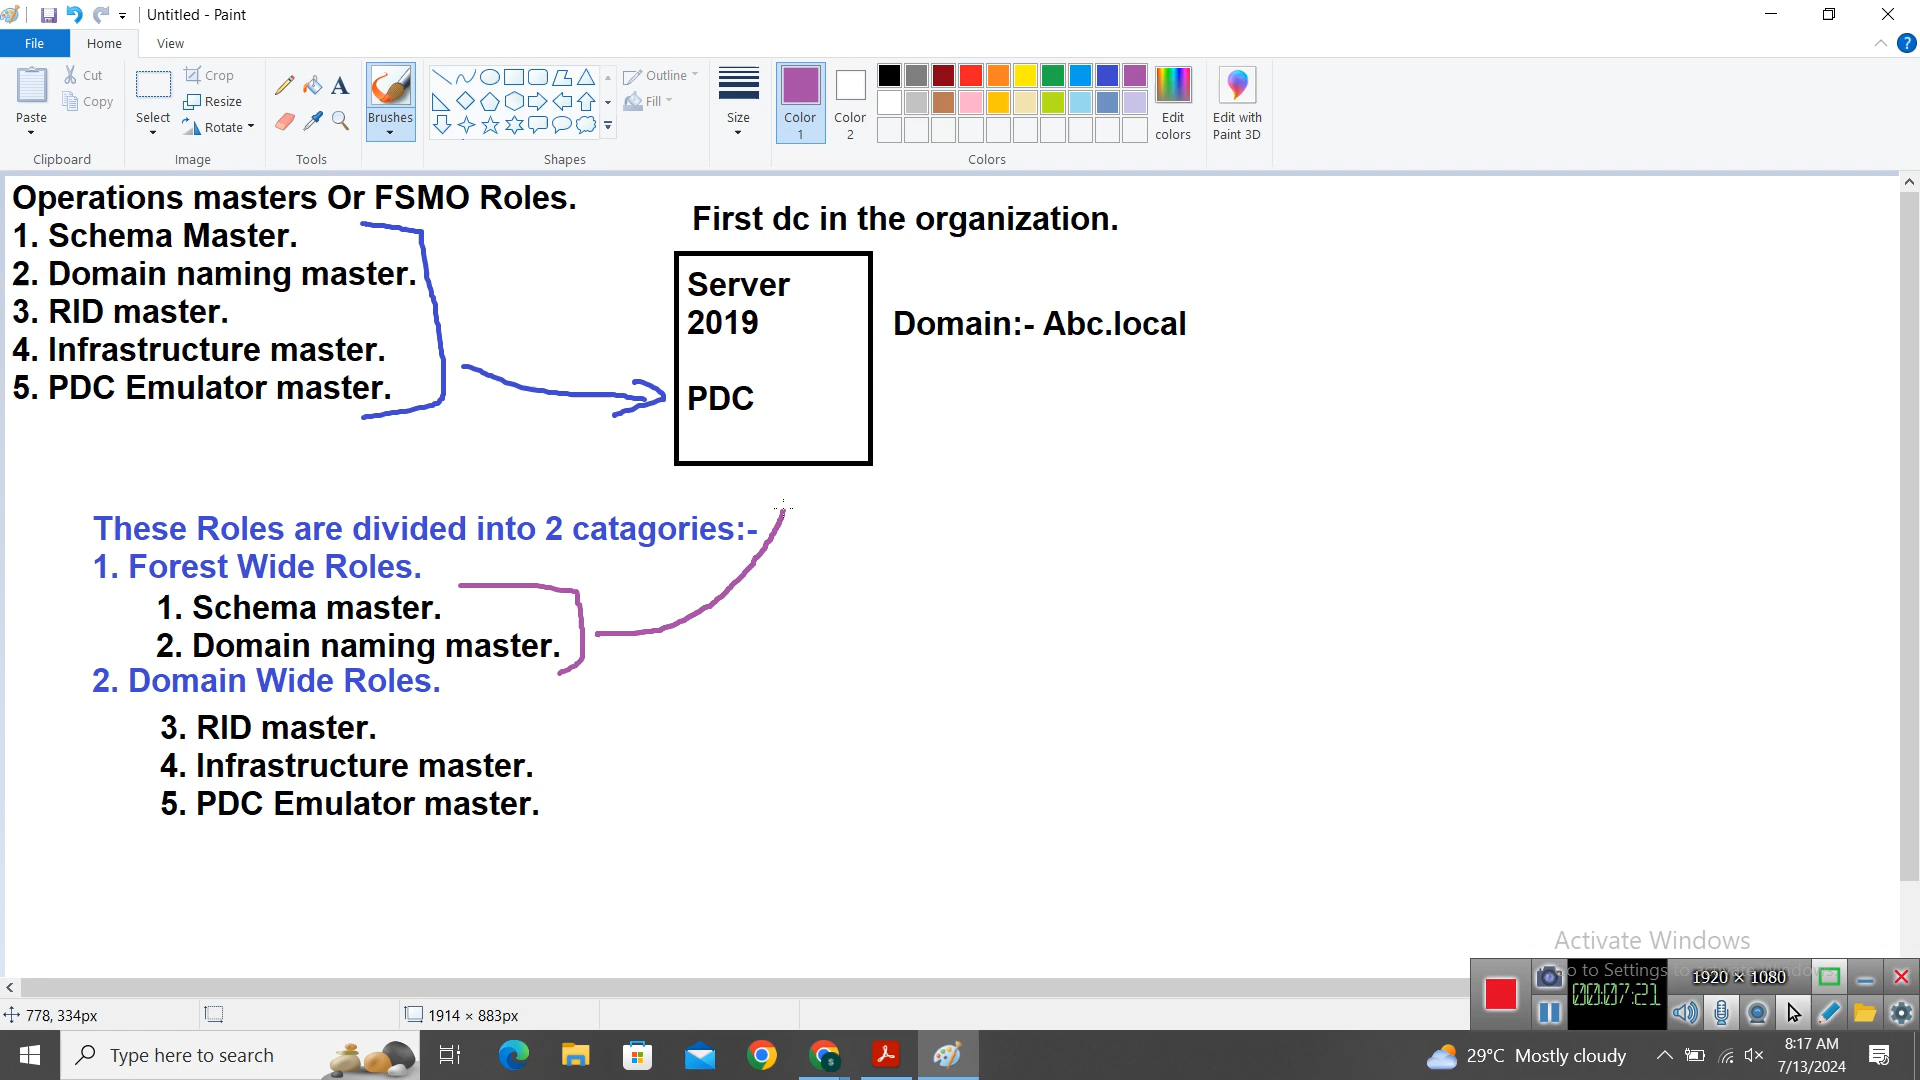 Untitled - Paint
File
Home
View
Paste
Cut
Copy
Clipboard
Select
Crop
Resize
Rotate
Image
Tools
Brushes
Outline
Fill
Shapes
Size
Color 1
Color 2
Edit colors
Edit with Paint 3D
Colors
Operations masters Or FSMO Roles.
1. Schema Master.
2. Domain naming master.
3. RID master.
4. Infrastructure master.
5. PDC Emulator master.
First dc in the organization.
Server
2019
PDC
Domain:- Abc.local
These Roles are divided into 2 catagories:-
1. Forest Wide Roles.
1. Schema master.
2. Domain naming master.
2. Domain Wide Roles.
3. RID master.
4. Infrastructure master.
5. PDC Emulator master.
Activate Windows
o to Settings to
1920 × 1080
00:07:21
778, 334px
1914 × 883px
Type here to search
29°C Mostly cloudy
8:17 AM
7/13/2024